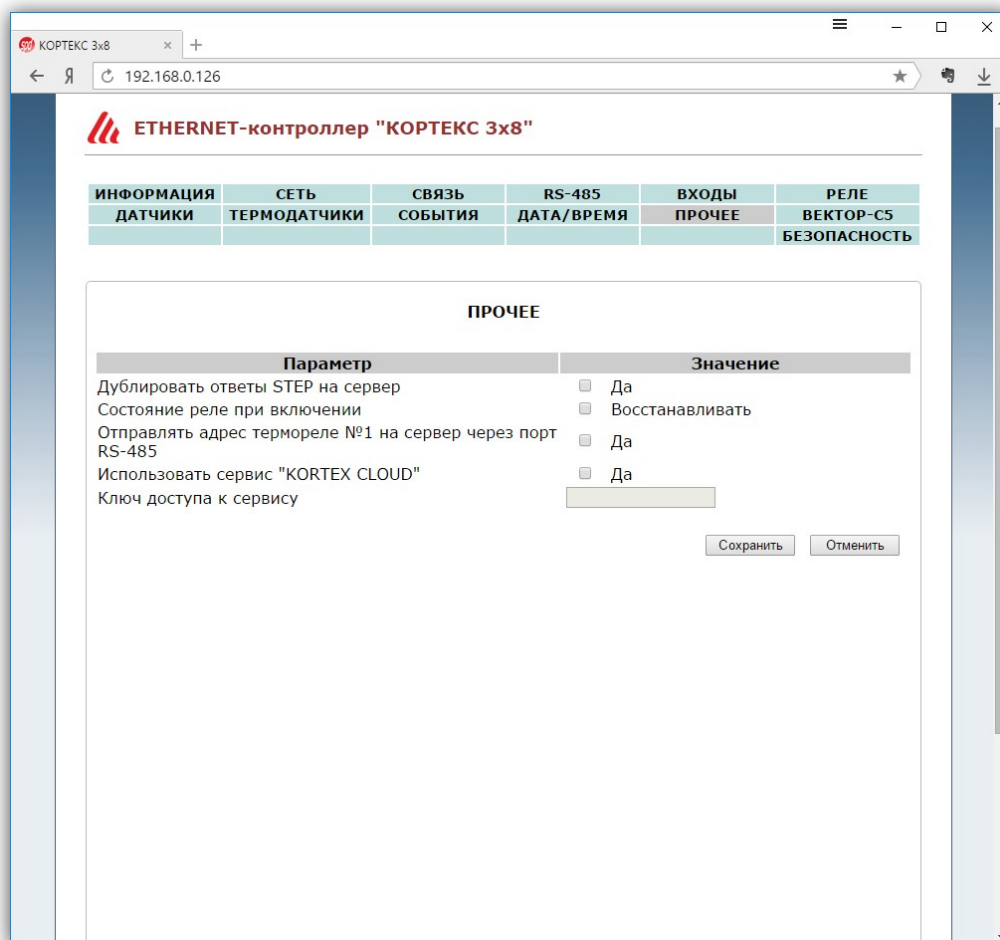 КОРТЕКС 3x8
Я 192.168.0.126
ETHERNET-контроллер "КОРТЕКС 3x8"
ИНФОРМАЦИЯ СЕТЬ СВЯЗЬ RS-485 ВХОДЫ РЕЛЕ
ДАТЧИКИ ТЕРМОДАТЧИКИ СОБЫТИЯ ДАТА/ВРЕМЯ ПРОЧЕЕ ВЕКТОР-С5
БЕЗОПАСНОСТЬ
ПРОЧЕЕ
Параметр Значение
Дублировать ответы STEP на сервер Да
Состояние реле при включении Восстанавливать
Отправлять адрес термореле №1 на сервер через порт
RS-485 Да
Использовать сервис "KORTEX CLOUD" Да
Ключ доступа к сервису
Сохранить Отменить